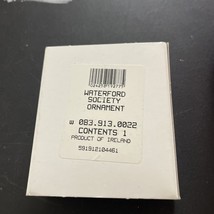 WATERFORD
SOCIETY
ORNAMENT
w 083.913.0022
CONTENTS 1
PRODUCT OF IRELAND
591912104461